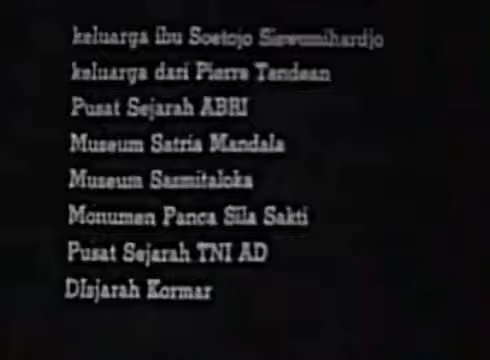 keluarga ibu Soetojo Siswomihardjo
keluarga dari Pierre Tendean
Pusat Sejarah ABRI
Museum Satria Mandala
Museum Sasmitaloka
Monumen Panca Sila Sakti
Pusat Sejarah TNI AD
DIsjarah Kormar